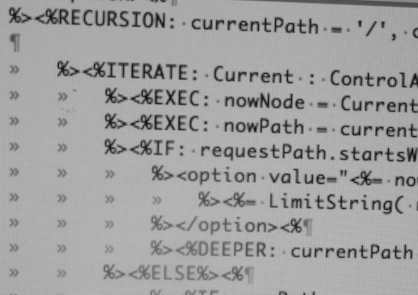 %><%RECURSION: currentPath = '/',
¶
» %><%ITERATE: Current : ControlA
» » %><%EXEC: nowNode = Current
» » %><%EXEC: nowPath = current
» » %><%IF: requestPath.startsW
» » » %><option value="<%= no
» » » » %><%= LimitString(
» » » %></option><%¶
» » » %><%DEEPER: currentPath
» » %><%ELSE%><%¶